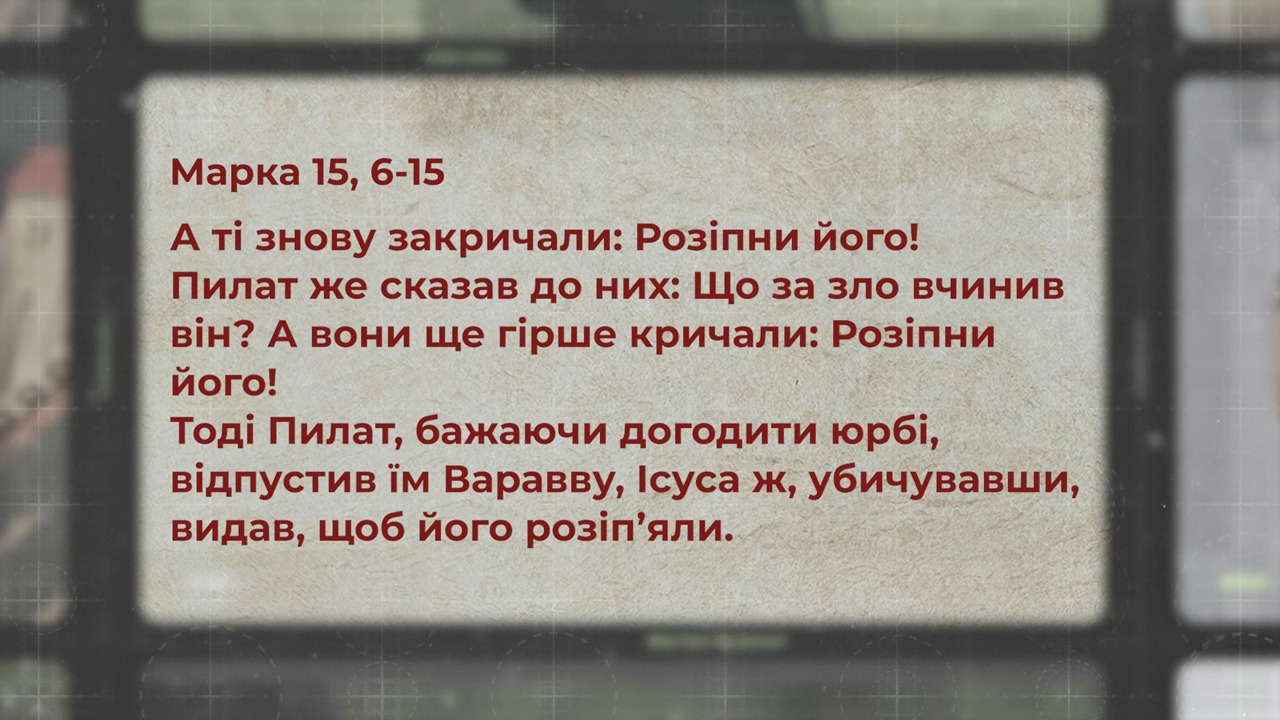 Марка 15, 6-15
А ті знову закричали: Розіпни його!
Пилат же сказав до них: Що за зло вчинив
він? А вони ще гірше кричали: Розіпни
його!
Тоді Пилат, бажаючи догодити юрбі,
відпустив їм Варавву, Ісуса ж, убичувавши,
видав, щоб його розіп’яли.